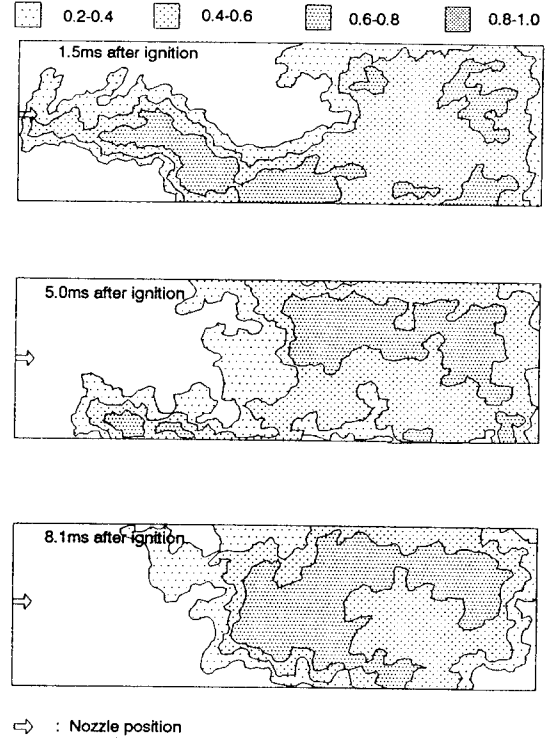 0.2-0.4 0.4-0.6 0.6-0.8 0.8-1.0
1.5ms after ignition
5.0ms after ignition
8.1ms after ignition
: Nozzle position